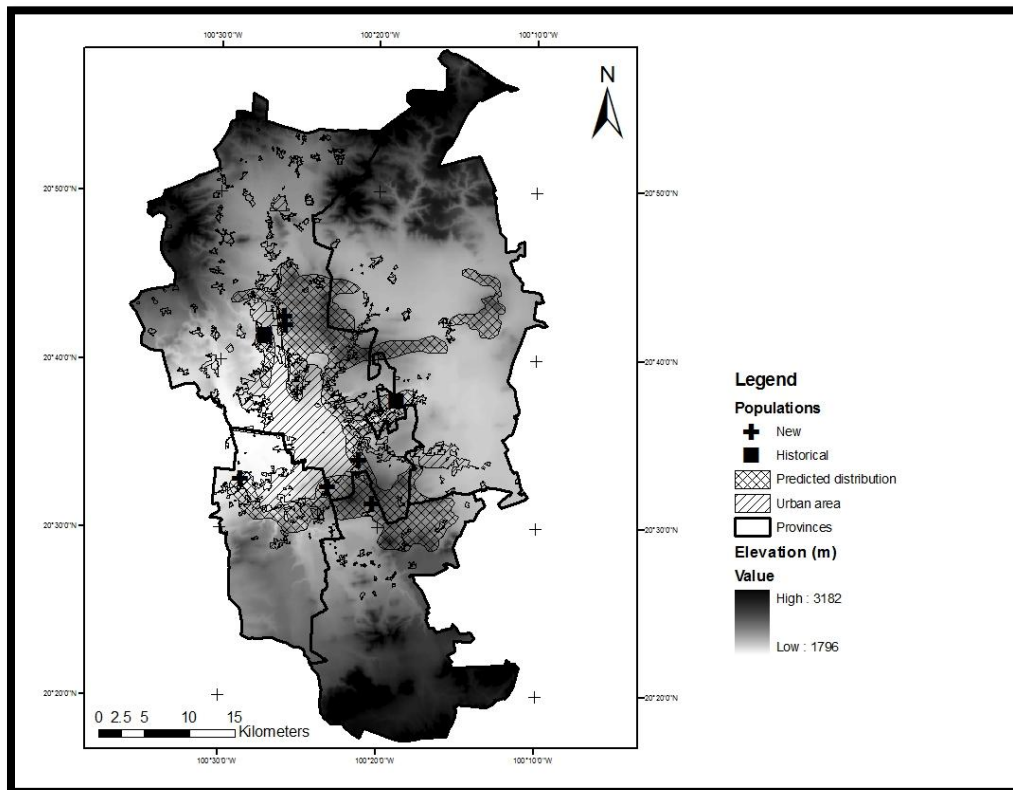 100°30'0"W 100°20'0"W 100°10'0"W
N
20°50'0"N 20°50'0"N
20°40'0"N 20°40'0"N
20°30'0"N 20°30'0"N
20°20'0"N 20°20'0"N
0 2.5 5 10 15
Kilometers
100°30'0"W 100°20'0"W 100°10'0"W
Legend
Populations
New
Historical
Predicted distribution
Urban area
Provinces
Elevation (m)
Value
High : 3182
Low : 1796